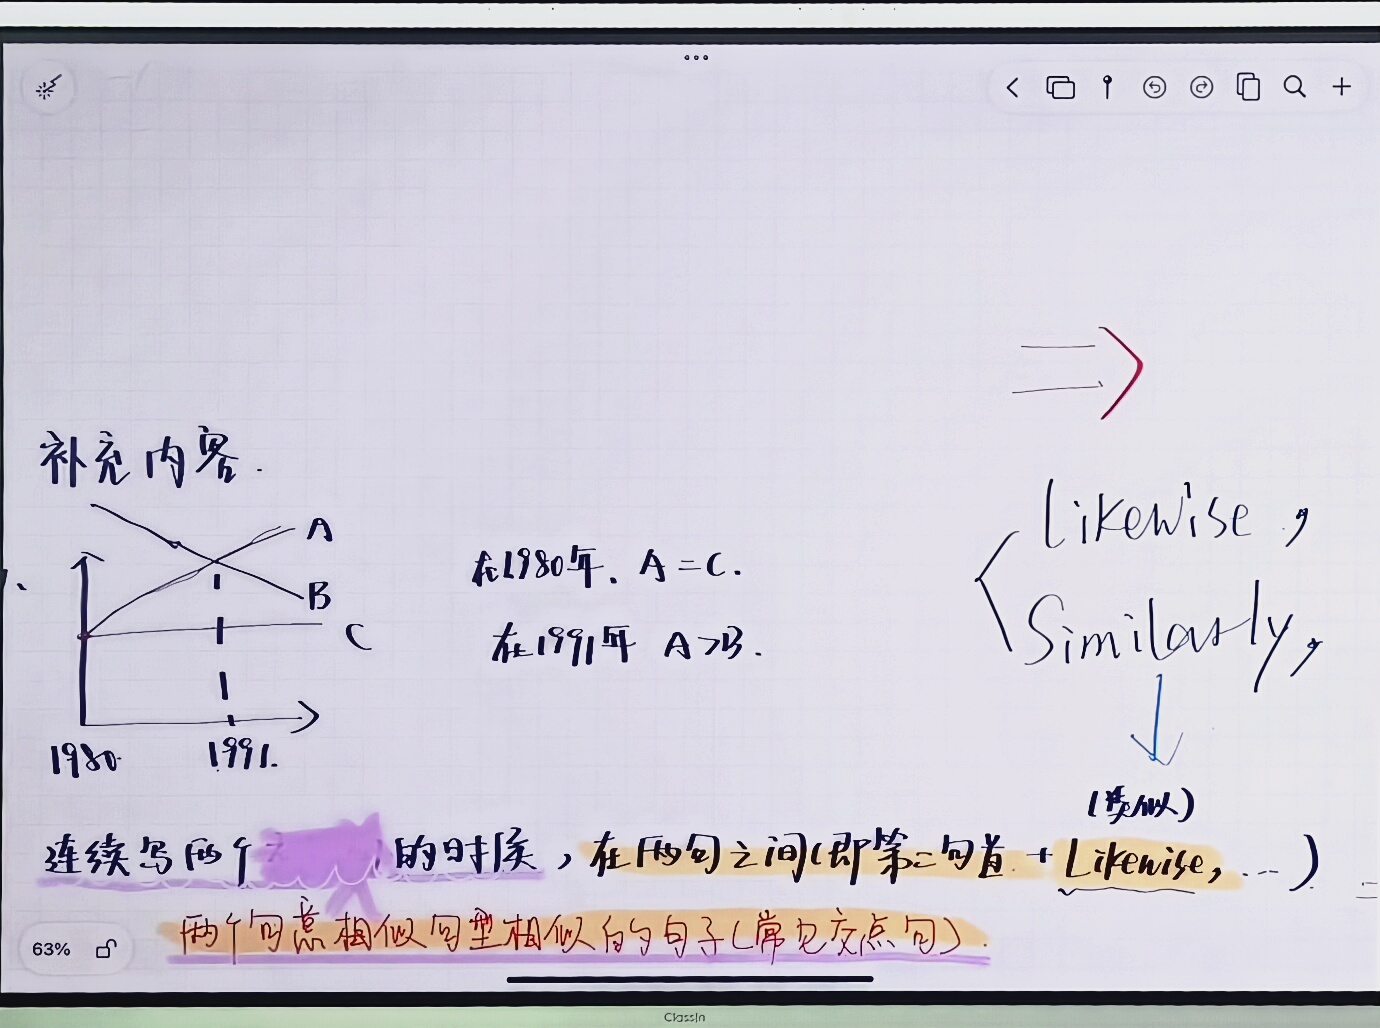 补充内容.
A
B
C
1980.
1991.
在1980年. A=C.
在1991年 A>B.
Likewise,
Similarly,
(类似)
连续写两个 的时候,在两句之间(即第二句首.+Likewise,...)
两个句意相似句型相似的句子(常见交点句).
63%
ClassIn